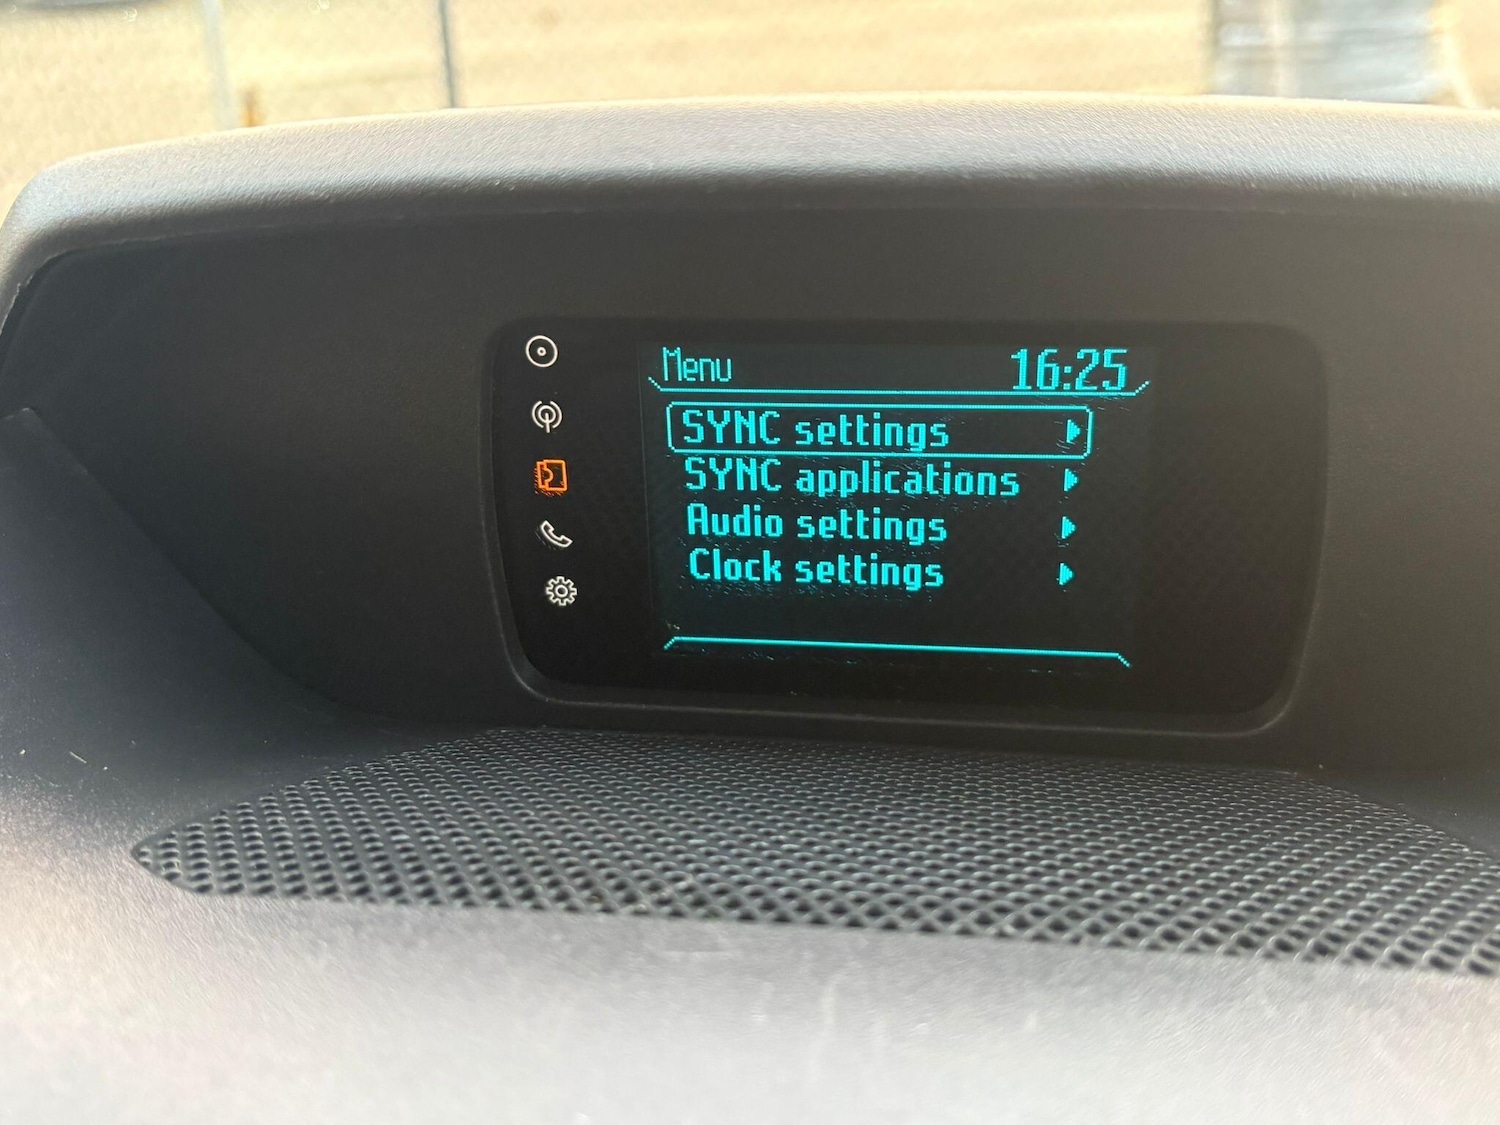 Menu 16:25
SYNC settings
SYNC applications
Audio settings
Clock settings